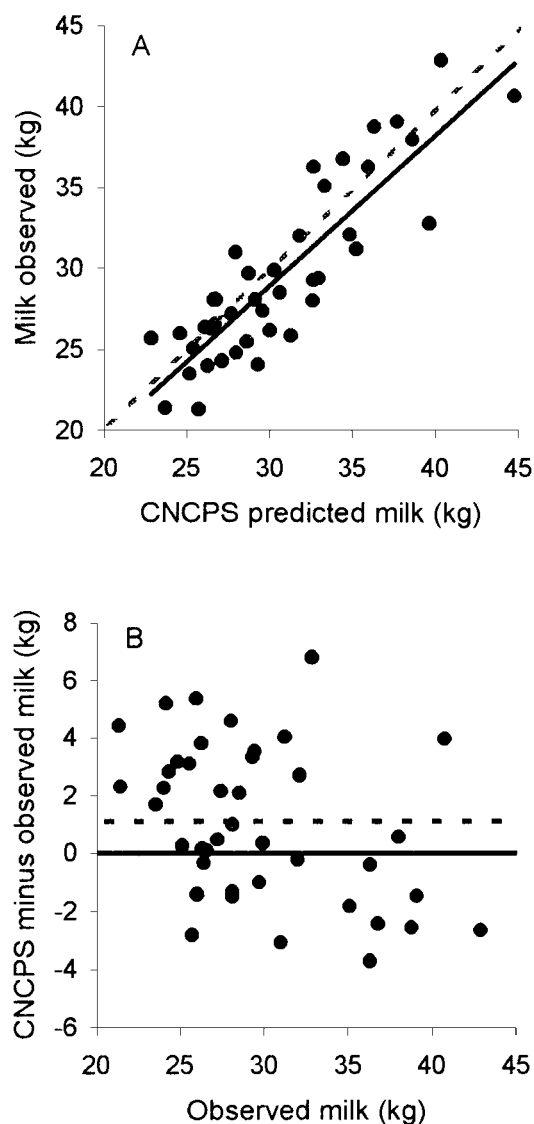 A
45
40
35
30
25
20
Milk observed (kg)
20 25 30 35 40 45
CNCPS predicted milk (kg)
B
8
6
4
2
0
-2
-4
-6
CNCPS minus observed milk (kg)
20 25 30 35 40 45
Observed milk (kg)